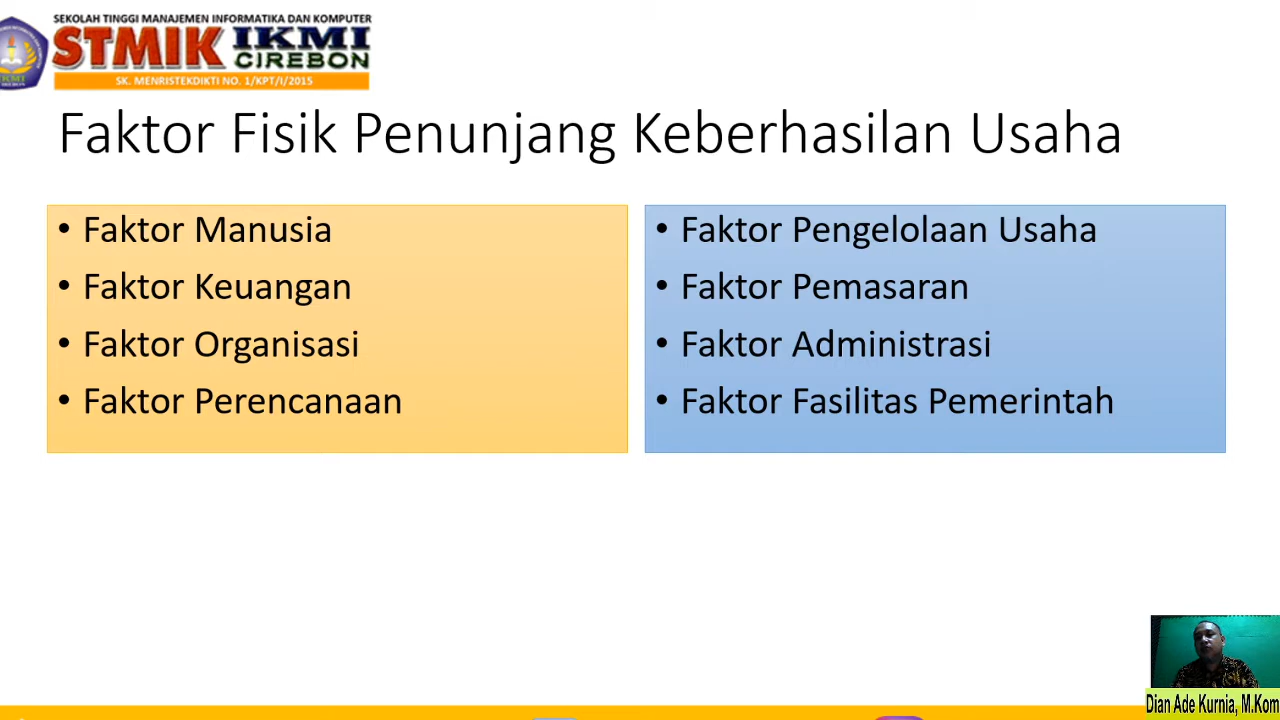 SEKOLAH TINGGI MANAJEMEN INFORMATIKA DAN KOMPUTER
STMIK IKMI
CIREBON
SK. MENRISTEKDIKTI NO. 1/KPT/I/2015
Faktor Fisik Penunjang Keberhasilan Usaha
• Faktor Manusia
• Faktor Keuangan
• Faktor Organisasi
• Faktor Perencanaan
• Faktor Pengelolaan Usaha
• Faktor Pemasaran
• Faktor Administrasi
• Faktor Fasilitas Pemerintah
Dian Ade Kurnia, M.Kom